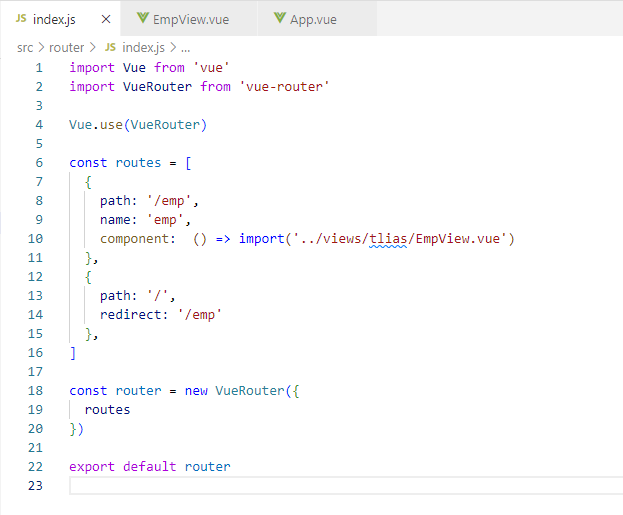 JS index.js × EmpView.vue App.vue
src > router > JS index.js > ...
1 import Vue from 'vue'
2 import VueRouter from 'vue-router'
3
4 Vue.use(VueRouter)
5
6 const routes = [
7 {
8 path: '/emp',
9 name: 'emp',
10 component:  () => import('../views/tlias/EmpView.vue')
11 },
12 {
13 path: '/',
14 redirect: '/emp'
15 },
16 ]
17
18 const router = new VueRouter({
19 routes
20 })
21
22 export default router
23